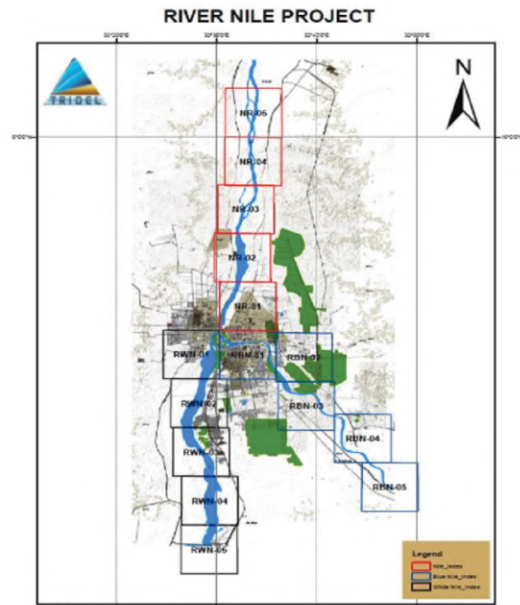 RIVER NILE PROJECT
TRIDEL
N
NR-05
NR-04
NR-03
NR-02
NR-01
RWN-01
RBN-01
RBN-02
RWN-02
RBN-03
RWN-03
RBN-04
RWN-04
RBN-05
RWN-05
Legend
Nile_Index
Blue Nile_Index
White Nile_Index